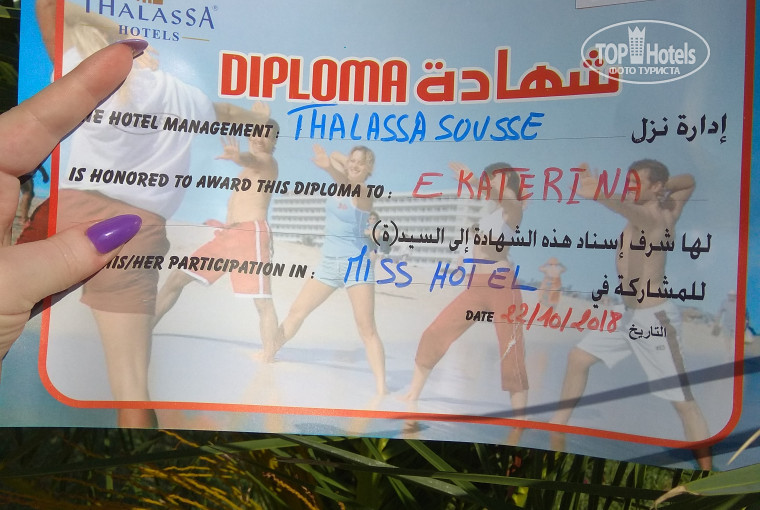 THALASSA
HOTELS
TOP Hotels
ФОТО ТУРИСТА
DIPLOMA شهادة
HOTEL MANAGEMENT : THALASSA SOUSSE إدارة نزل
IS HONORED TO AWARD THIS DIPLOMA TO : EKATERINA
لها شرف إسناد هذه الشهادة إلى السيد(ة)
HIS/HER PARTICIPATION IN : MISS HOTEL للمشاركة في
DATE 22/10/2018 التاريخ